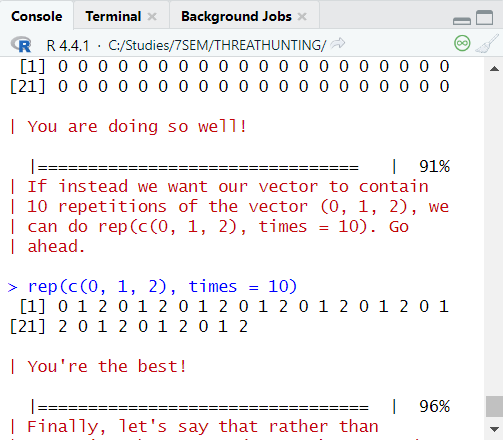 Console Terminal Background Jobs
R R 4.4.1 · C:/Studies/7SEM/THREATHUNTING/
[1] 0 0 0 0 0 0 0 0 0 0 0 0 0 0 0 0 0 0 0 0
[21] 0 0 0 0 0 0 0 0 0 0 0 0 0 0 0 0 0 0 0 0
| You are doing so well!
|================================ | 91%
| If instead we want our vector to contain
| 10 repetitions of the vector (0, 1, 2), we
| can do rep(c(0, 1, 2), times = 10). Go
| ahead.
> rep(c(0, 1, 2), times = 10)
[1] 0 1 2 0 1 2 0 1 2 0 1 2 0 1 2 0 1 2 0 1
[21] 2 0 1 2 0 1 2 0 1 2
| You're the best!
|================================= | 96%
| Finally, let's say that rather than